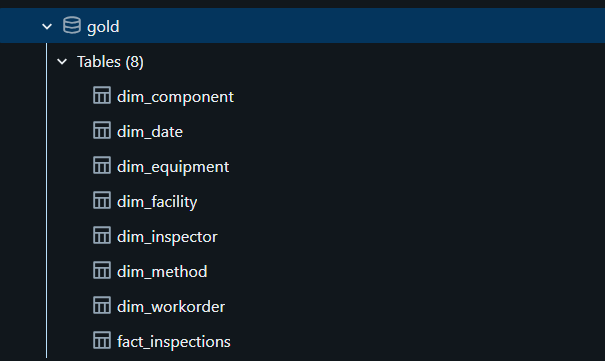 gold
Tables (8)
dim_component
dim_date
dim_equipment
dim_facility
dim_inspector
dim_method
dim_workorder
fact_inspections